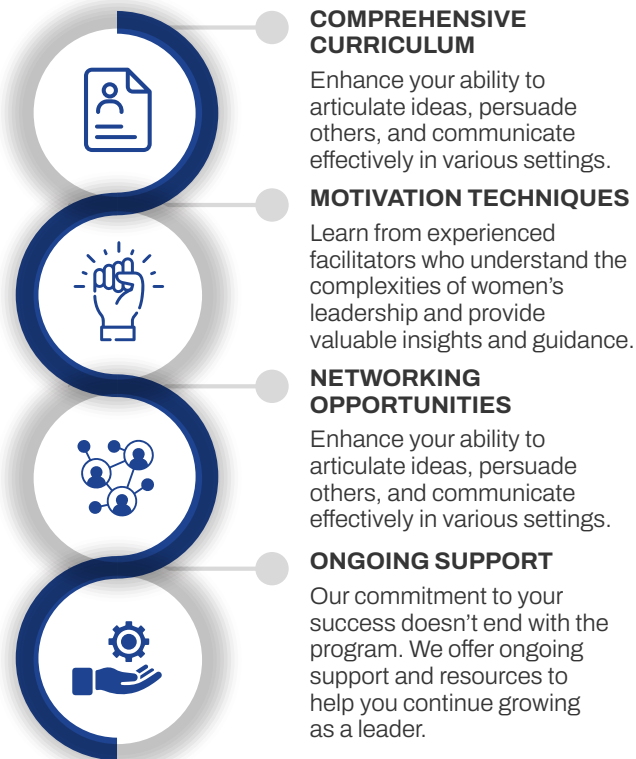 COMPREHENSIVE
CURRICULUM
Enhance your ability to
articulate ideas, persuade
others, and communicate
effectively in various settings.
MOTIVATION TECHNIQUES
Learn from experienced
facilitators who understand the
complexities of women’s
leadership and provide
valuable insights and guidance.
NETWORKING
OPPORTUNITIES
Enhance your ability to
articulate ideas, persuade
others, and communicate
effectively in various settings.
ONGOING SUPPORT
Our commitment to your
success doesn’t end with the
program. We offer ongoing
support and resources to
help you continue growing
as a leader.